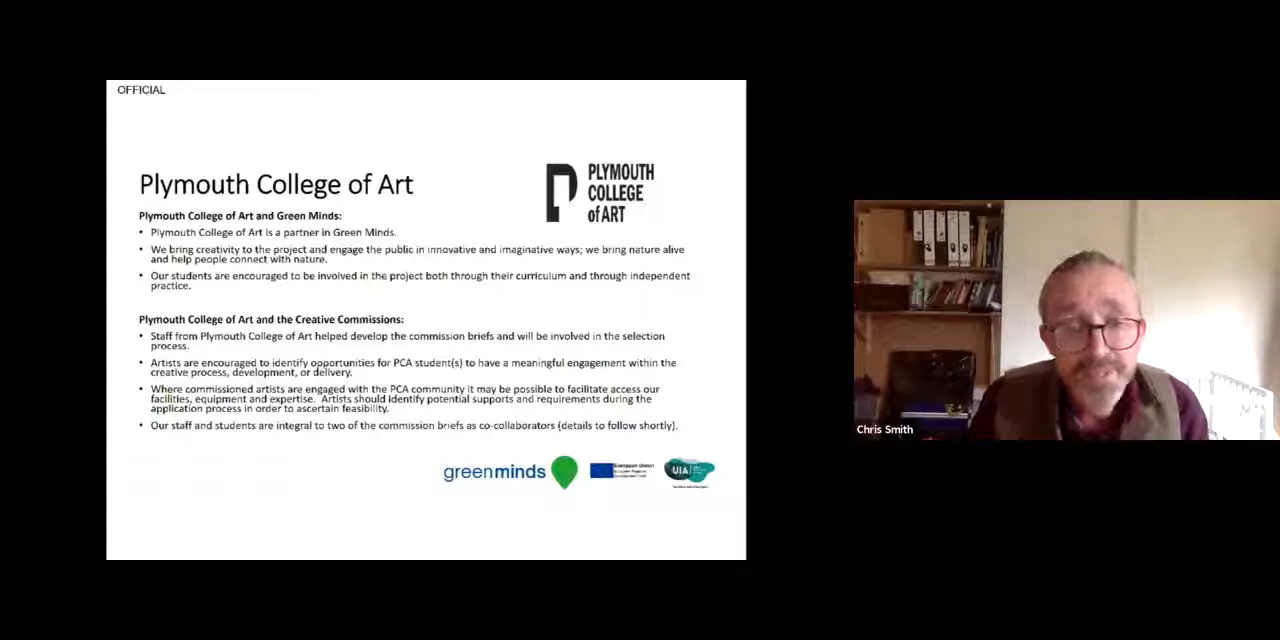 OFFICIAL
Plymouth College of Art
PLYMOUTH
COLLEGE
of ART
Plymouth College of Art and Green Minds:
• Plymouth College of Art is a partner in Green Minds.
• We bring creativity to the project and engage the public in innovative and imaginative ways; we bring nature alive
and help people connect with nature.
• Our students are encouraged to be involved in the project both through their curriculum and through independent
practice.
Plymouth College of Art and the Creative Commissions:
• Staff from Plymouth College of Art helped develop the commission briefs and will be involved in the selection
process.
• Artists are encouraged to identify opportunities for PCA student(s) to have a meaningful engagement within the
creative process, development, or delivery.
• Where commissioned artists are engaged with the PCA community it may be possible to facilitate access our
facilities, equipment and expertise. Artists should identify potential supports and requirements during the
application process in order to ascertain feasibility.
• Our staff and students are integral to two of the commission briefs as co-collaborators (details to follow shortly).
greenminds
European Union
UIA
Chris Smith